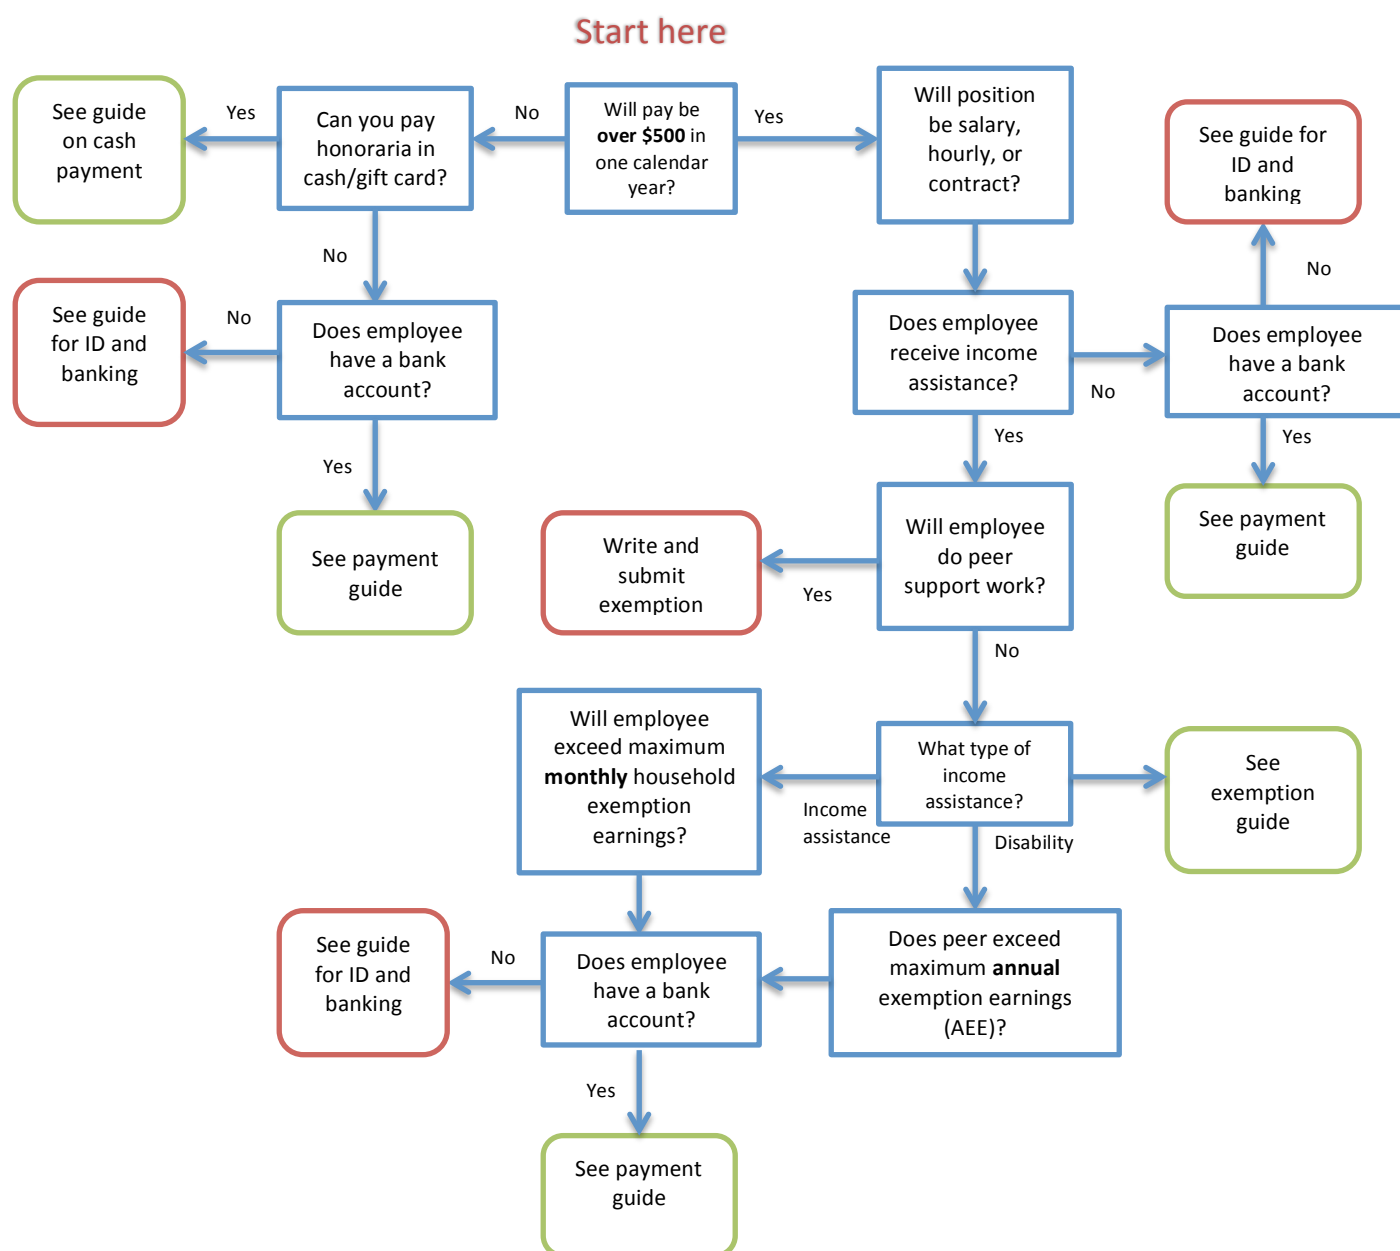 Start here
See guide
on cash
payment
Yes
Can you pay
honoraria in
cash/gift card?
No
Will pay be
over $500 in
one calendar
year?
Yes
Will position
be salary,
hourly, or
contract?
See guide for
ID and
banking
No
No
See guide
for ID and
banking
No
Does employee
have a bank
account?
Does employee
receive income
assistance?
No
Does employee
have a bank
account?
Yes
Yes
Yes
See payment
guide
Write and
submit
exemption
Yes
Will employee
do peer
support work?
See payment
guide
No
Will employee
exceed maximum
monthly household
exemption
earnings?
Income
assistance
What type of
income
assistance?
Disability
See
exemption
guide
See guide
for ID and
banking
No
Does employee
have a bank
account?
Does peer exceed
maximum annual
exemption earnings
(AEE)?
Yes
See payment
guide